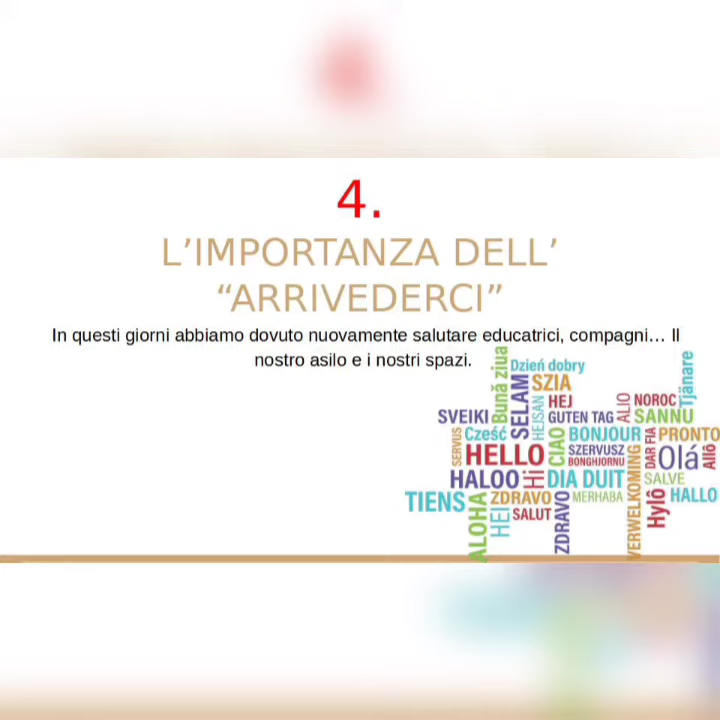 4.
L’IMPORTANZA DELL’
“ARRIVEDERCI”
In questi giorni abbiamo dovuto nuovamente salutare educatrici, compagni… Il
nostro asilo e i nostri spazi.
Bună ziua
Dzień dobry
Tjänare
SELAM
SZIA
HEJSAN
HEJ
ALIO
NOROC
SVEIKI
GUTEN TAG
SANNU
SERVUS
Cześć
CIAO
BONJOUR
DAR FIA
PRONTO
HELLO
SZERVUSZ
BONGHJORNU
Olá
Allô
HALOO
Hi
DIA DUIT
VERWELKOMING
SALVE
TIENS
ALOHA
ZDRAVO
MERHABA
Hylô
HALLO
HEI
SALUT
ZDRAVO